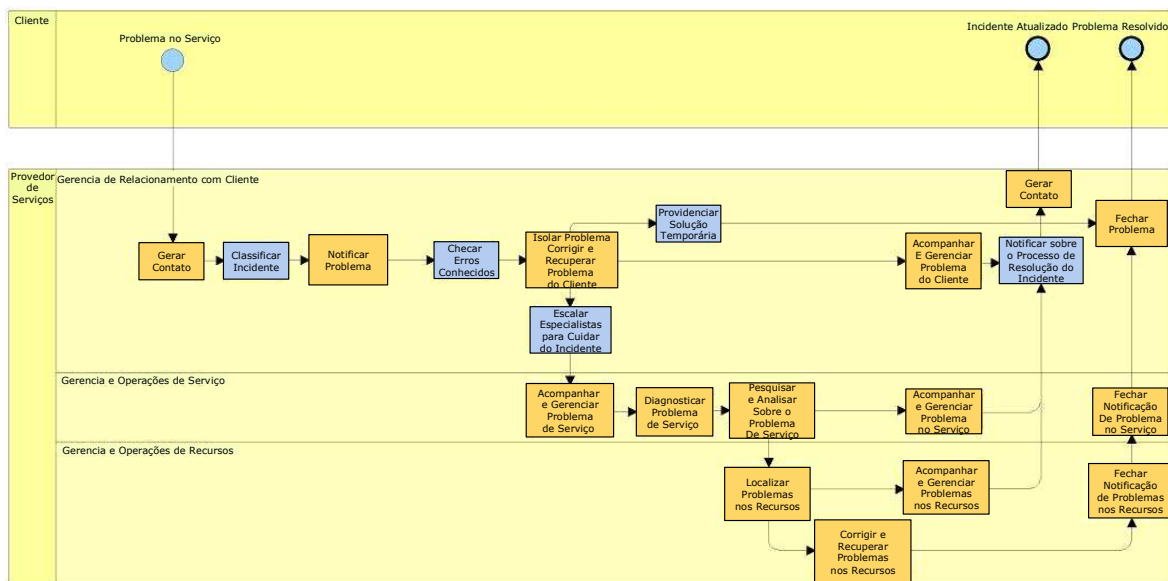 Cliente
Problema no Serviço
Incidente Atualizado
Problema Resolvido
Provedor
de
Serviços
Gerencia de Relacionamento com Cliente
Gerar
Contato
Classificar
Incidente
Notificar
Problema
Checar
Erros
Conhecidos
Isolar Problema
Corrigir e
Recuperar
Problema
do Cliente
Providenciar
Solução
Temporária
Escalar
Especialistas
para Cuidar
do Incidente
Acompanhar
E Gerenciar
Problema
do Cliente
Notificar sobre
o Processo de
Resolução do
Incidente
Gerar
Contato
Fechar
Problema
Gerencia e Operações de Serviço
Acompanhar
e Gerenciar
Problema
de Serviço
Diagnosticar
Problema
de Serviço
Pesquisar
e Analisar
Sobre o
Problema
De Serviço
Acompanhar
e Gerenciar
Problema
no Serviço
Fechar
Notificação
De Problema
no Serviço
Gerencia e Operações de Recursos
Localizar
Problemas
nos Recursos
Acompanhar
e Gerenciar
Problemas
nos Recursos
Corrigir e
Recuperar
Problemas
nos Recursos
Fechar
Notificação
de Problemas
nos Recursos